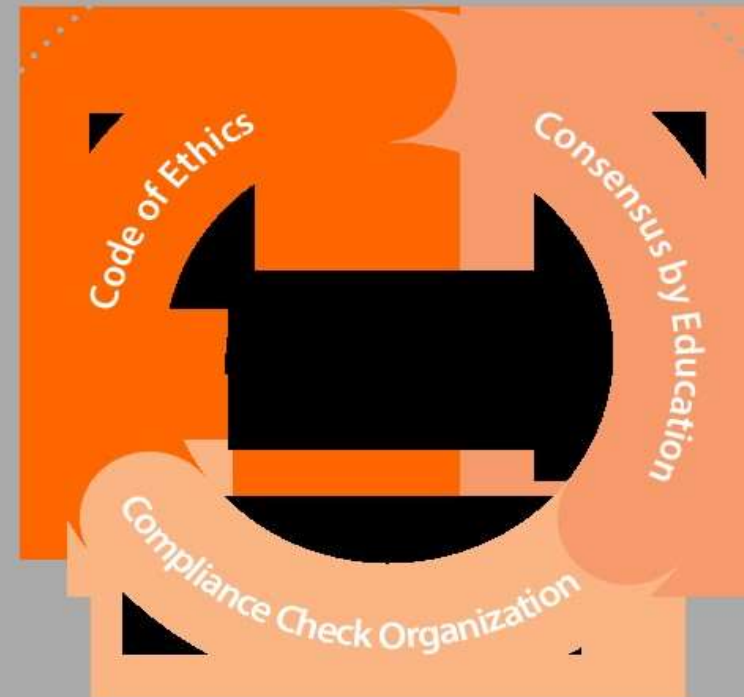 Code of Ethics
Consensus by Education
Compliance Check Organization